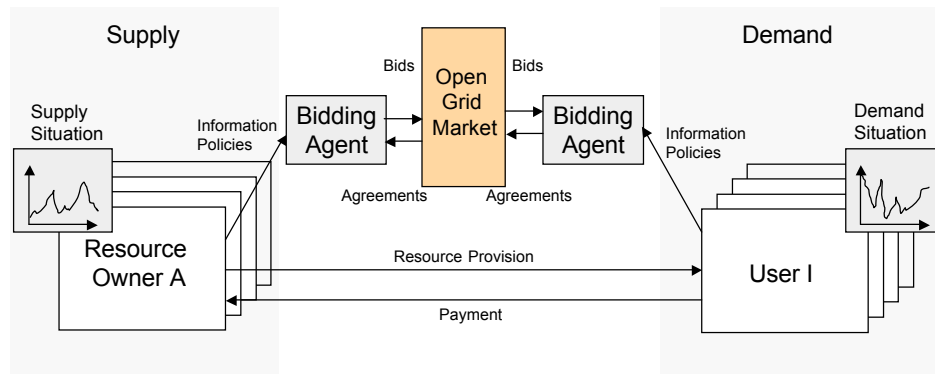 Supply
Demand
Bids
Bids
Open
Grid
Market
Supply
Situation
Information
Policies
Bidding
Agent
Bidding
Agent
Information
Policies
Demand
Situation
Agreements
Agreements
Resource
Owner A
Resource Provision
User I
Payment